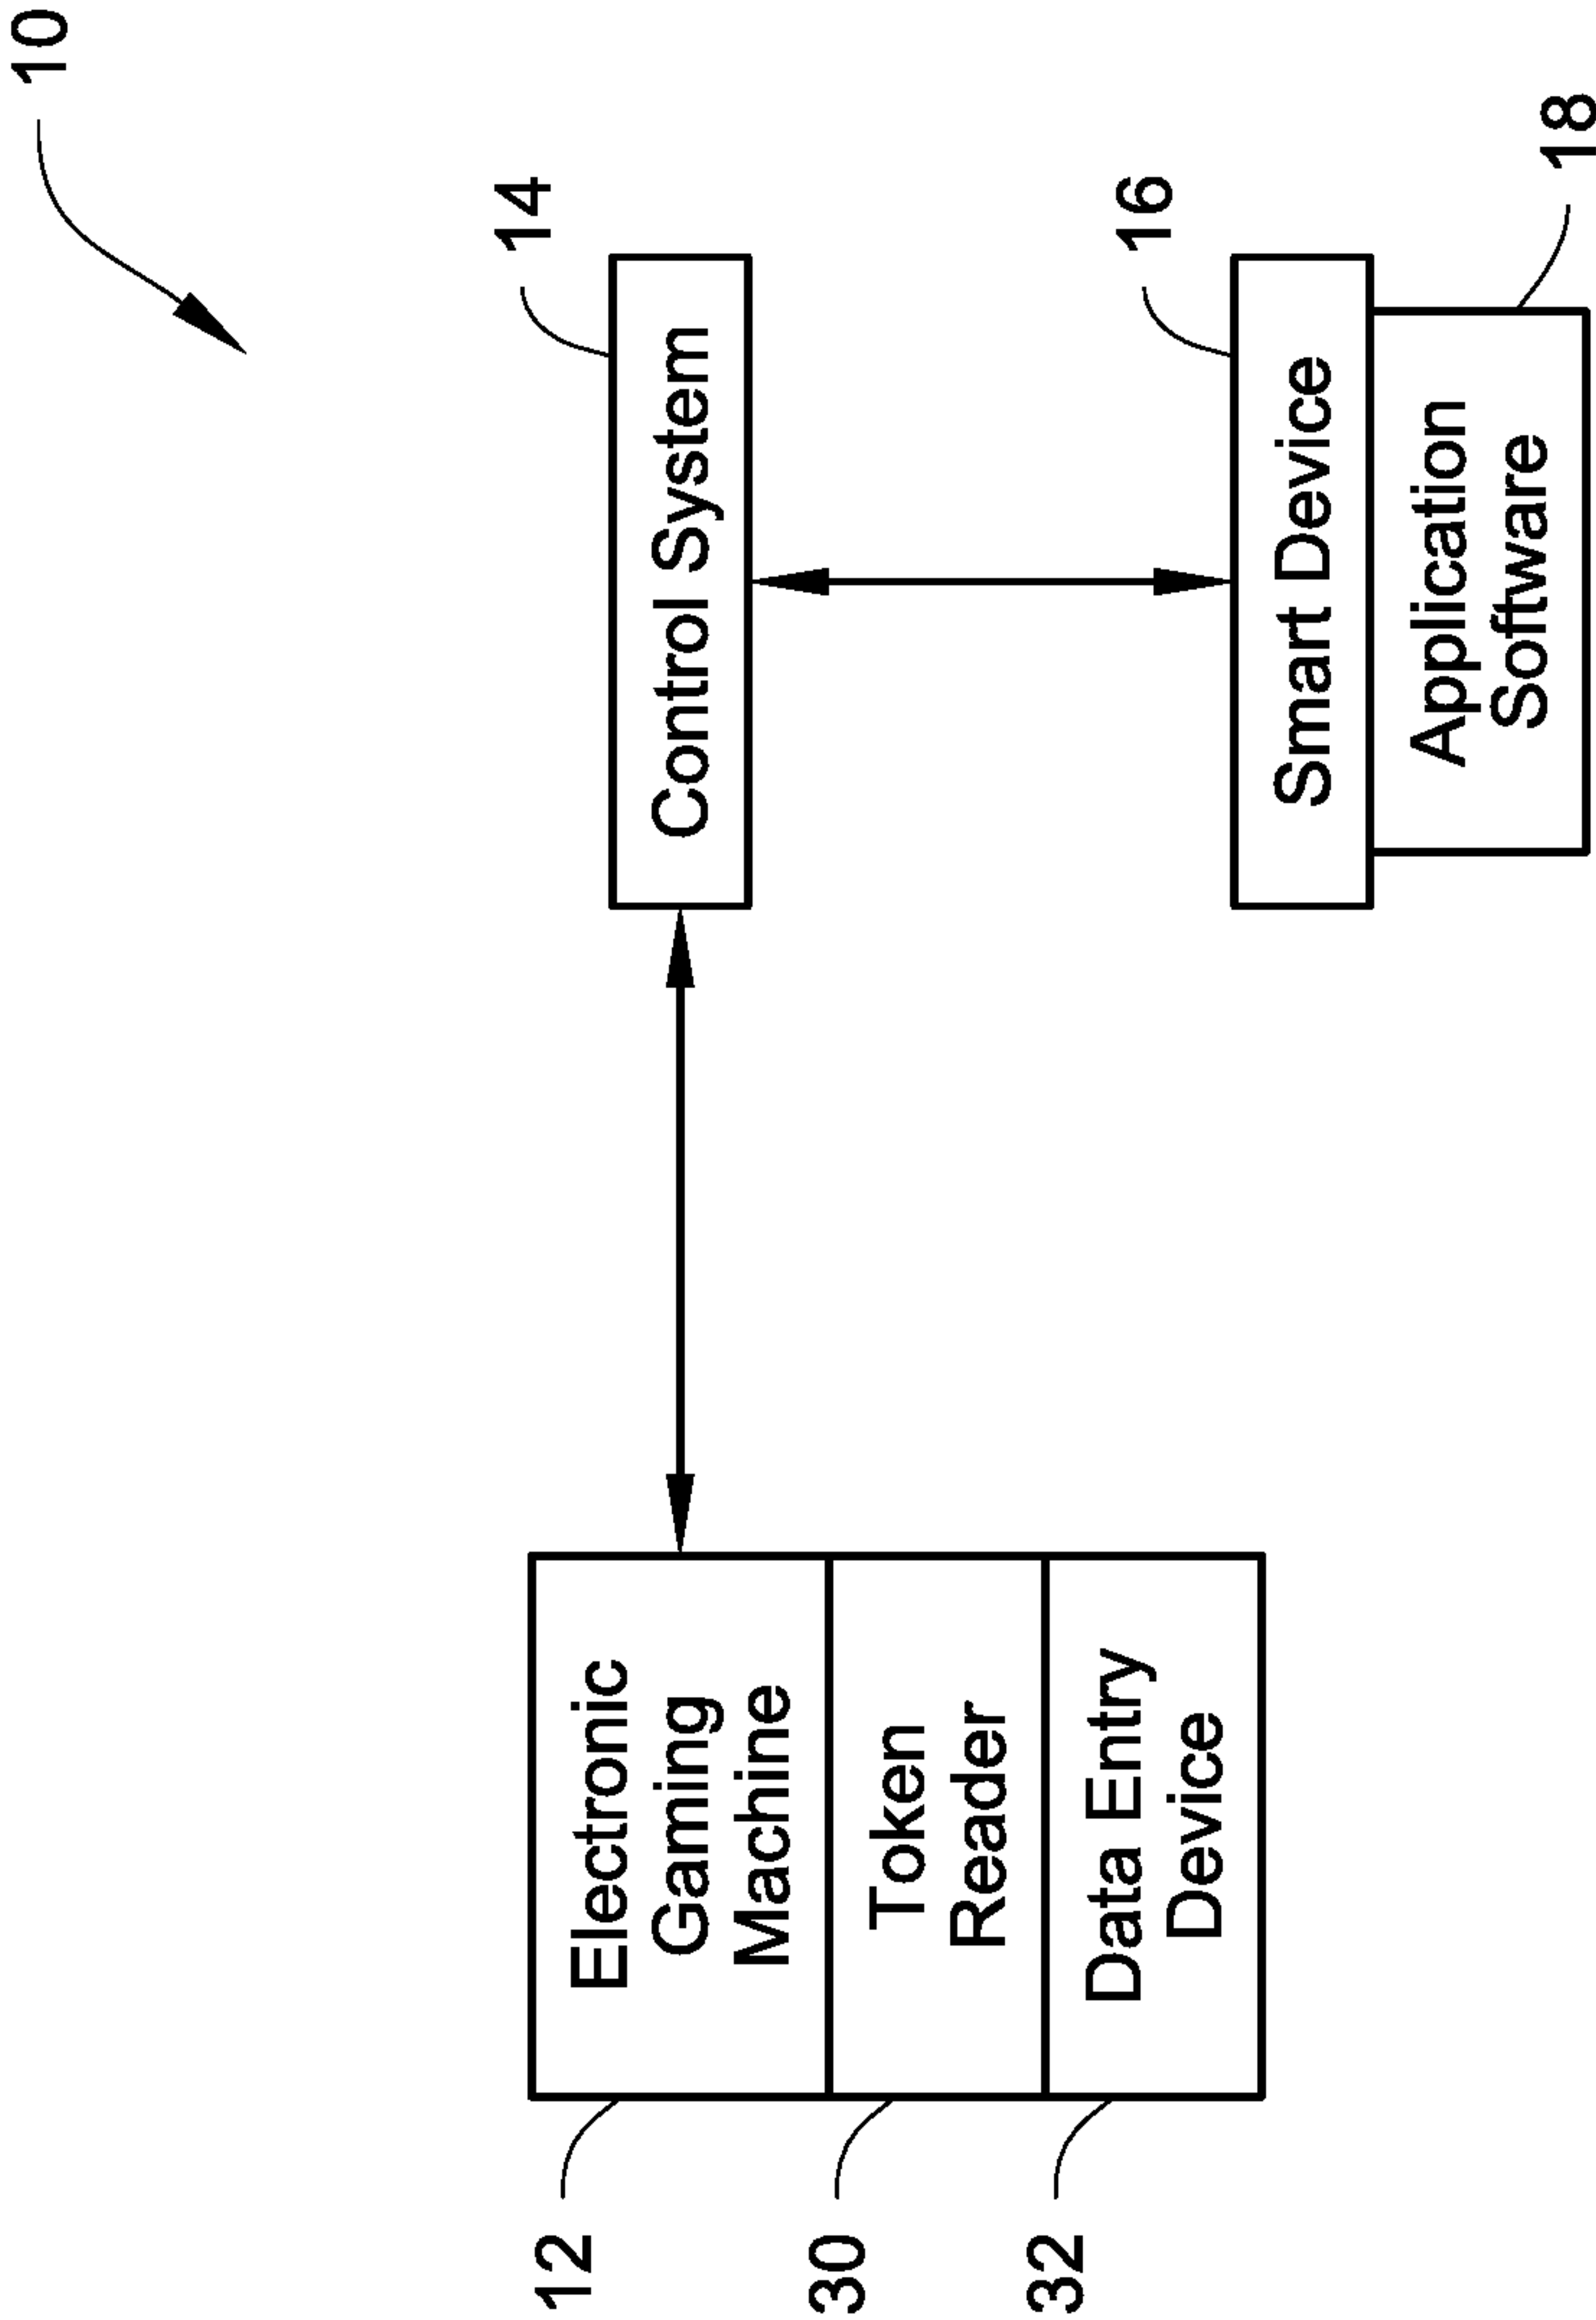 10
14
Control System
16
Smart Device
18
Application
Software
12
Electronic
Gaming
Machine
30
Token
Reader
32
Data Entry
Device